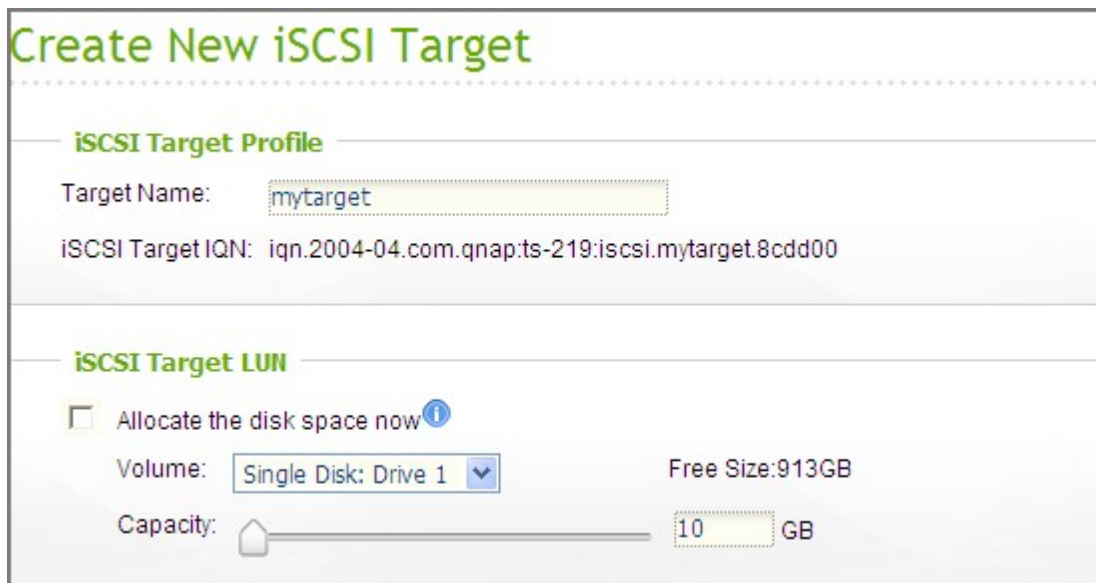 Create New iSCSI Target
iSCSI Target Profile
Target Name: mytarget
iSCSI Target IQN: iqn.2004-04.com.qnap:ts-219:iscsi.mytarget.8cdd00
iSCSI Target LUN
Allocate the disk space now i
Volume: Single Disk: Drive 1 Free Size:913GB
Capacity: 10 GB